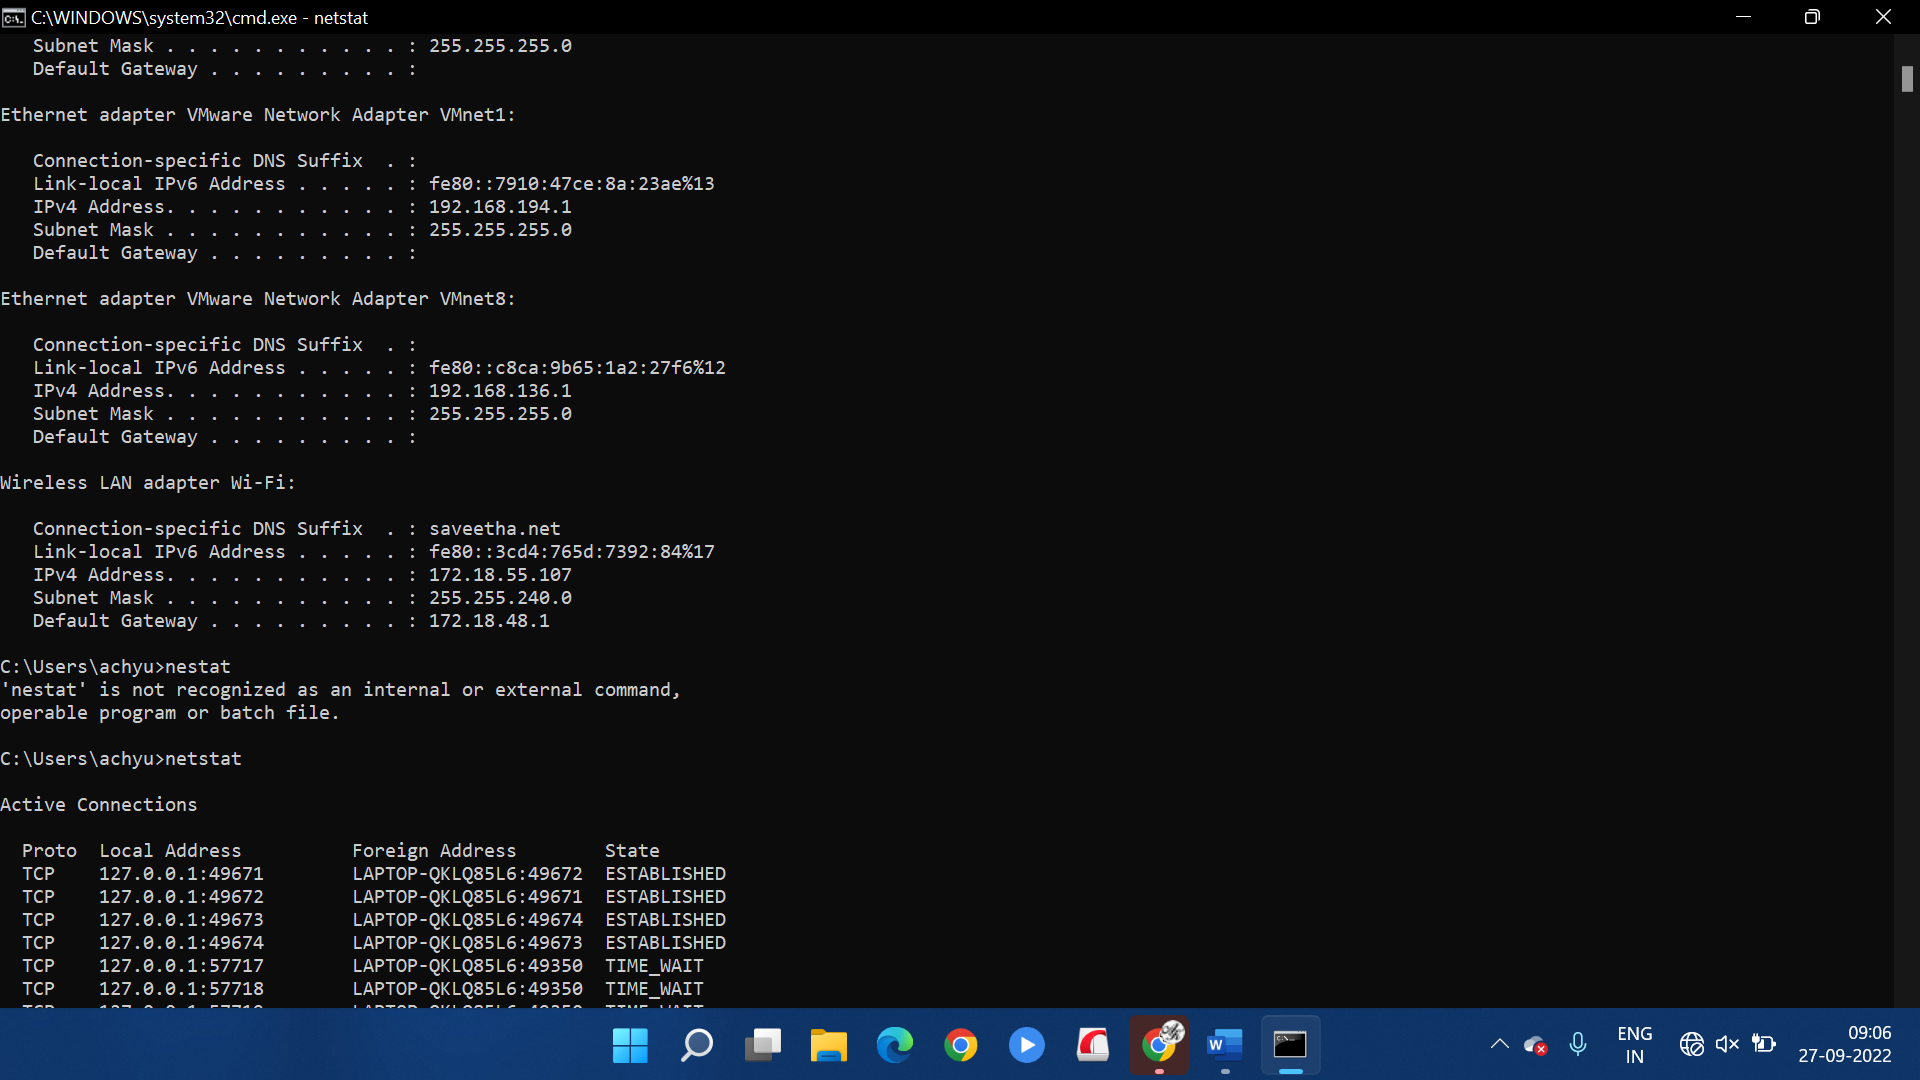 C:\WINDOWS\system32\cmd.exe - netstat
Subnet Mask . . . . . . . . . . . : 255.255.255.0
Default Gateway . . . . . . . . . :
Ethernet adapter VMware Network Adapter VMnet1:
Connection-specific DNS Suffix  . :
Link-local IPv6 Address . . . . . : fe80::7910:47ce:8a:23ae%13
IPv4 Address. . . . . . . . . . . : 192.168.194.1
Subnet Mask . . . . . . . . . . . : 255.255.255.0
Default Gateway . . . . . . . . . :
Ethernet adapter VMware Network Adapter VMnet8:
Connection-specific DNS Suffix  . :
Link-local IPv6 Address . . . . . : fe80::c8ca:9b65:1a2:27f6%12
IPv4 Address. . . . . . . . . . . : 192.168.136.1
Subnet Mask . . . . . . . . . . . : 255.255.255.0
Default Gateway . . . . . . . . . :
Wireless LAN adapter Wi-Fi:
Connection-specific DNS Suffix  . : saveetha.net
Link-local IPv6 Address . . . . . : fe80::3cd4:765d:7392:84%17
IPv4 Address. . . . . . . . . . . : 172.18.55.107
Subnet Mask . . . . . . . . . . . : 255.255.240.0
Default Gateway . . . . . . . . . : 172.18.48.1
C:\Users\achyu>nestat
'nestat' is not recognized as an internal or external command,
operable program or batch file.
C:\Users\achyu>netstat
Active Connections
Proto  Local Address          Foreign Address        State
TCP    127.0.0.1:49671        LAPTOP-QKLQ85L6:49672  ESTABLISHED
TCP    127.0.0.1:49672        LAPTOP-QKLQ85L6:49671  ESTABLISHED
TCP    127.0.0.1:49673        LAPTOP-QKLQ85L6:49674  ESTABLISHED
TCP    127.0.0.1:49674        LAPTOP-QKLQ85L6:49673  ESTABLISHED
TCP    127.0.0.1:57717        LAPTOP-QKLQ85L6:49350  TIME_WAIT
TCP    127.0.0.1:57718        LAPTOP-QKLQ85L6:49350  TIME_WAIT
ENG
IN
09:06
27-09-2022